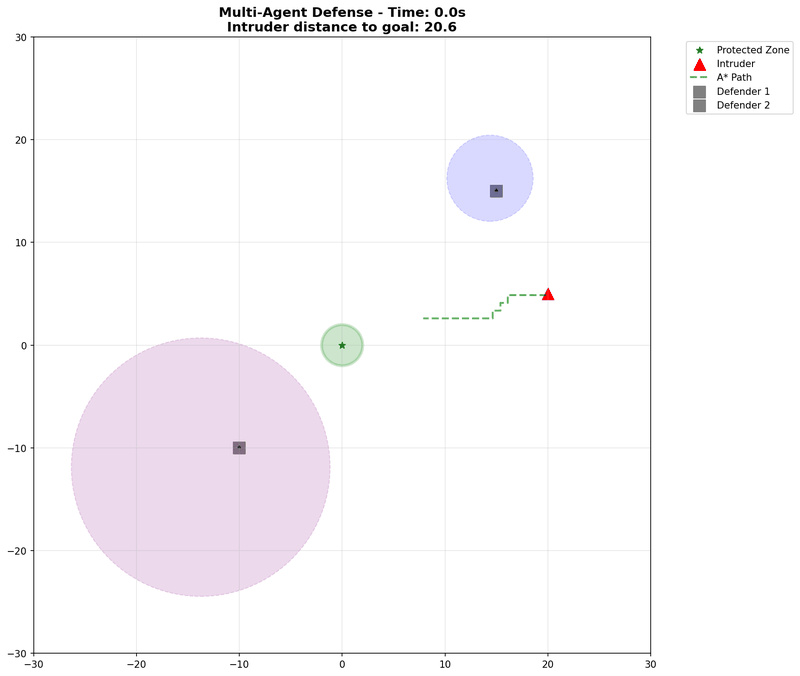 Multi-Agent Defense - Time: 0.0s
Intruder distance to goal: 20.6
Protected Zone
Intruder
A* Path
Defender 1
Defender 2
30
20
10
0
−10
−20
−30
−30
−20
−10
0
10
20
30